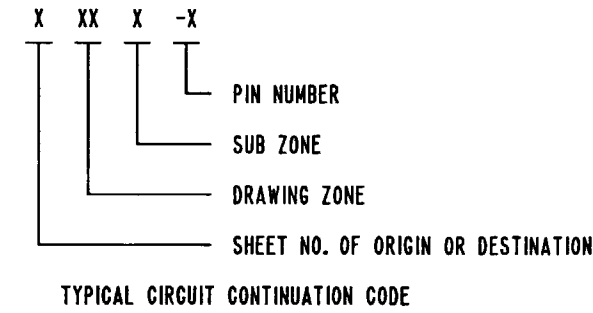 X XX X -X
PIN NUMBER
SUB ZONE
DRAWING ZONE
SHEET NO. OF ORIGIN OR DESTINATION
TYPICAL CIRCUIT CONTINUATION CODE